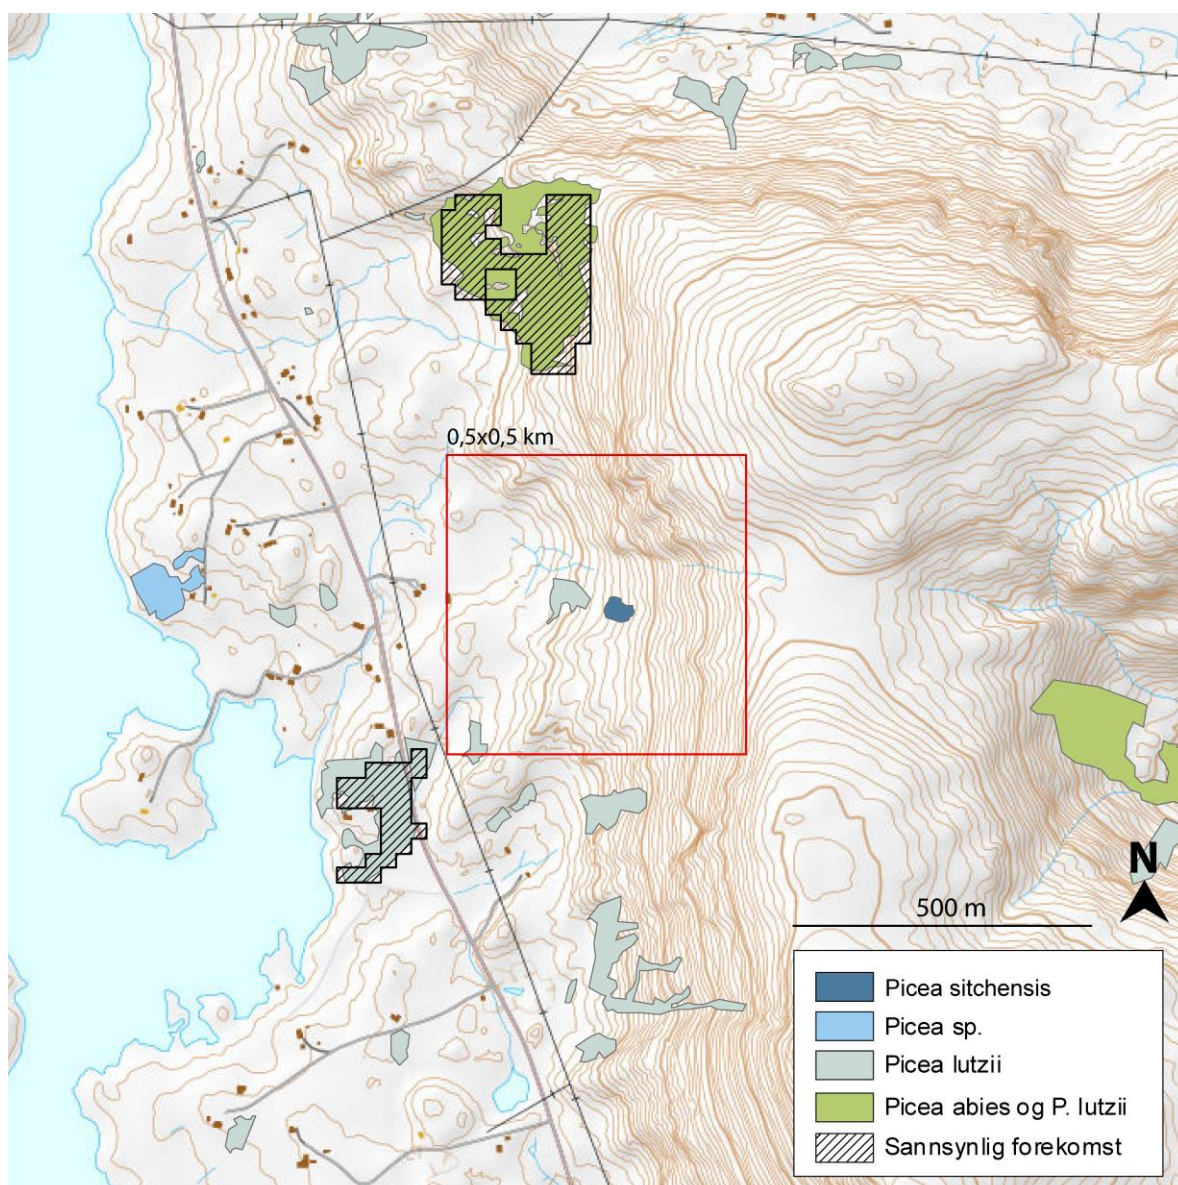 0,5x0,5 km
N
500 m
Picea sitchensis
Picea sp.
Picea lutzii
Picea abies og P. lutzii
Sannsynlig forekomst